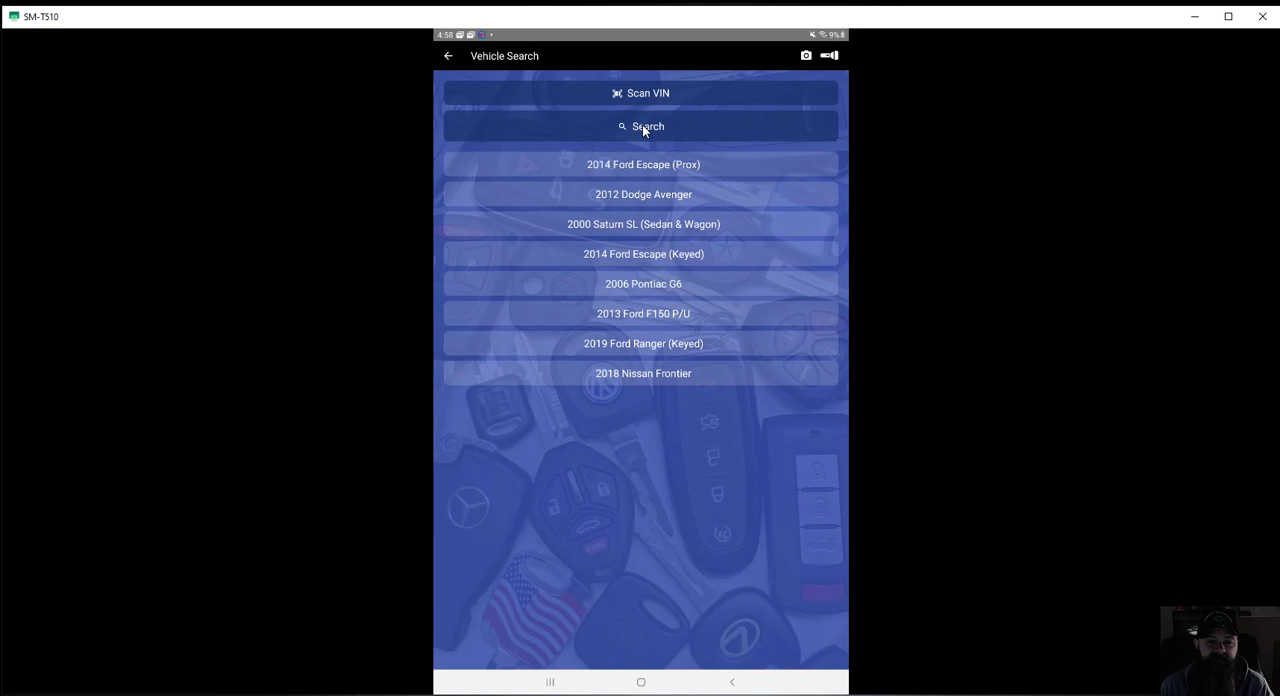 SM-T510
4:58
9%
Vehicle Search
Scan VIN
Search
2014 Ford Escape (Prox)
2012 Dodge Avenger
2000 Saturn SL (Sedan & Wagon)
2014 Ford Escape (Keyed)
2006 Pontiac G6
2013 Ford F150 P/U
2019 Ford Ranger (Keyed)
2018 Nissan Frontier